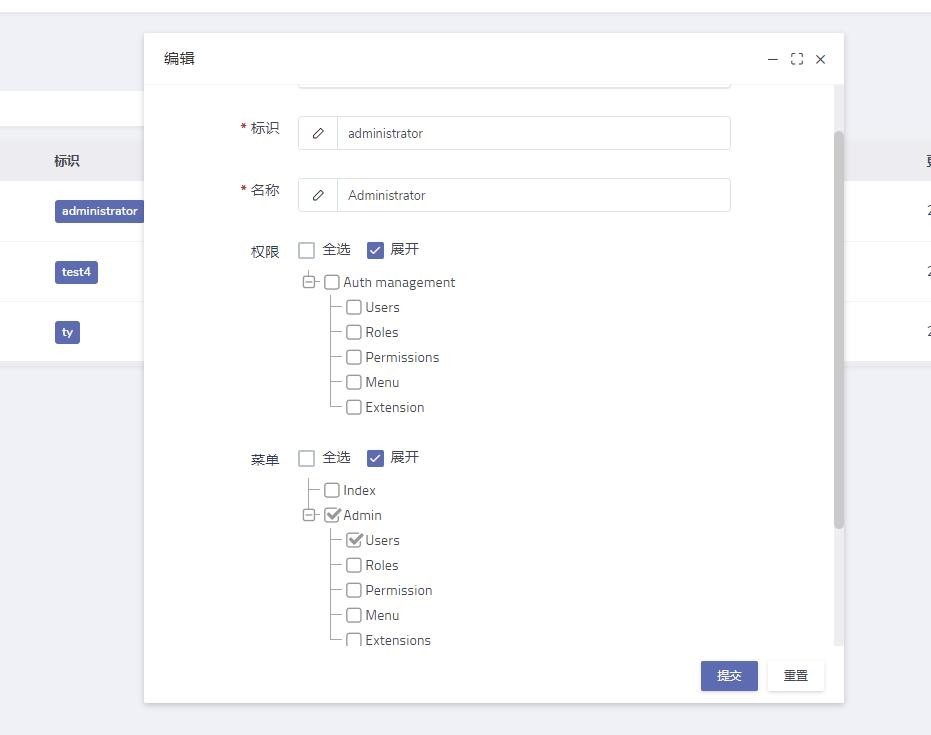 编辑
标识
administrator
test4
ty
* 标识
administrator
* 名称
Administrator
权限
全选 展开
Auth management
Users
Roles
Permissions
Menu
Extension
菜单
全选 展开
Index
Admin
Users
Roles
Permission
Menu
Extensions
提交 重置